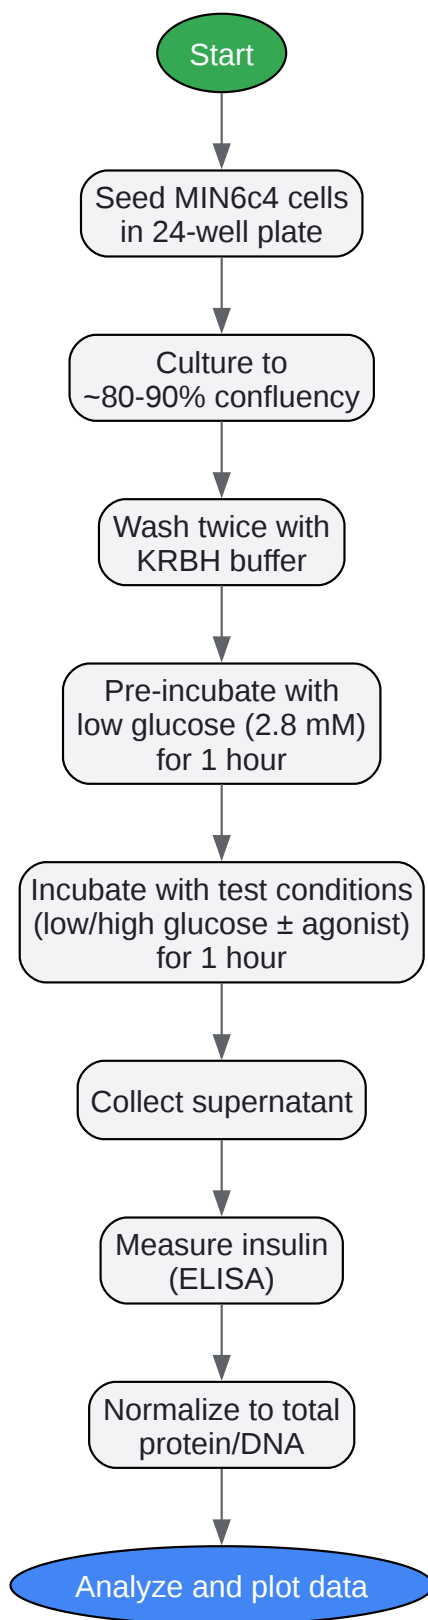 Start
Seed MIN6c4 cells
in 24-well plate
Culture to
~80-90% confluency
Wash twice with
KRBH buffer
Pre-incubate with
low glucose (2.8 mM)
for 1 hour
Incubate with test conditions
(low/high glucose ± agonist)
for 1 hour
Collect supernatant
Measure insulin
(ELISA)
Normalize to total
protein/DNA
Analyze and plot data